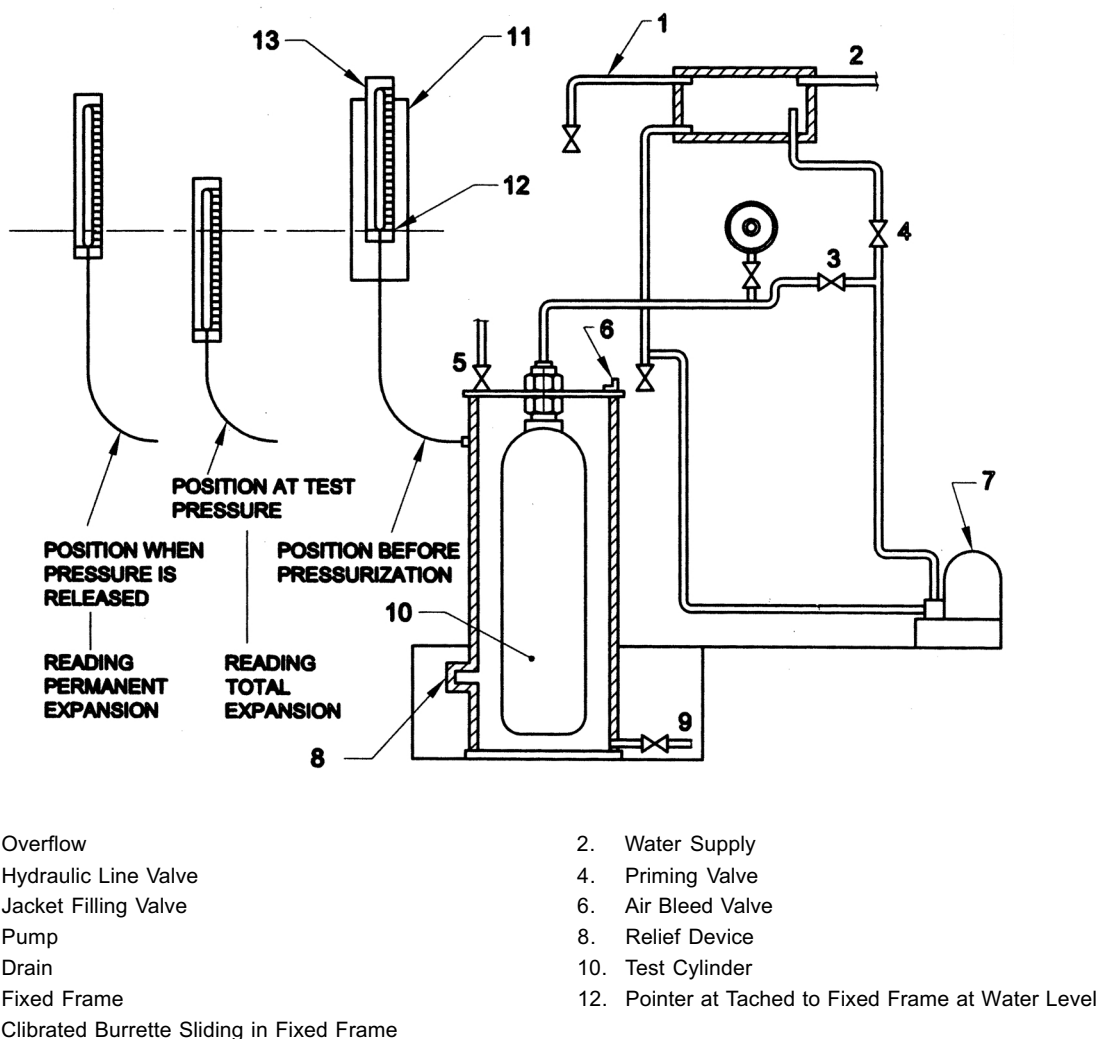 1
2
13
11
12
4
3
6
5
7
POSITION AT TEST
PRESSURE
POSITION WHEN
PRESSURE IS
RELEASED
POSITION BEFORE
PRESSURIZATION
10
READING
PERMANENT
EXPANSION
READING
TOTAL
EXPANSION
9
8
Overflow
2. Water Supply
Hydraulic Line Valve
4. Priming Valve
Jacket Filling Valve
6. Air Bleed Valve
Pump
8. Relief Device
Drain
10. Test Cylinder
Fixed Frame
12. Pointer at Tached to Fixed Frame at Water Level
Clibrated Burrette Sliding in Fixed Frame